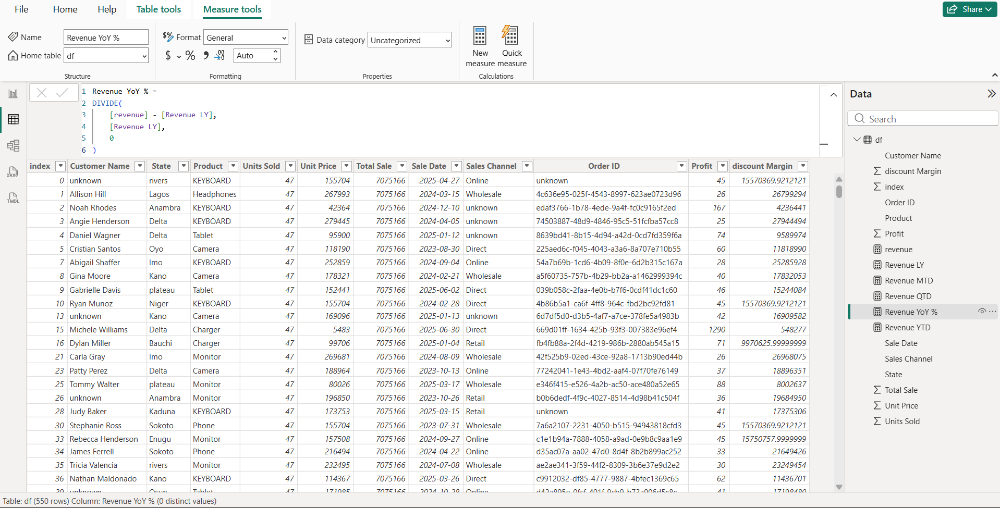 File Home Help Table tools Measure tools Share
Name Revenue YoY % Format General Data category Uncategorized New measure Quick measure
Home table df $ % Auto
Structure Formatting Properties Calculations
1 Revenue YoY % =
2 DIVIDE(
3 [revenue] - [Revenue LY],
4 [Revenue LY],
5 0
6 )
index Customer Name State Product Units Sold Unit Price Total Sale Sale Date Sales Channel Order ID Profit discount Margin
0 unknown rivers KEYBOARD 47 155704 7075166 2025-04-27 Online unknown 45 15570369.9212121
1 Allison Hill Lagos Headphones 47 267993 7075166 2024-03-15 Wholesale 4c636e95-025f-4543-8997-623ae0723d96 26 26799294
2 Noah Rhodes Anambra KEYBOARD 47 42364 7075166 2024-12-10 unknown edaf3766-1b78-4ede-9a4f-fc0c9165f2ed 167 4236441
3 Angie Henderson Delta KEYBOARD 47 279445 7075166 2024-04-05 unknown 74503887-48d9-4846-95c5-51fcfba57cc8 25 27944494
4 Daniel Wagner Delta Tablet 47 95900 7075166 2025-01-12 unknown 8639bd41-8b15-4d94-a42d-0cd7fd359f6a 74 9589974
5 Cristian Santos Oyo Camera 47 118190 7075166 2023-08-30 Direct 225aed6c-f045-4043-a3a6-8a707e710b55 60 11818990
7 Abigail Shaffer Imo KEYBOARD 47 252859 7075166 2024-09-04 Online 54a7b69b-1cd6-4b09-8f0e-6d2b315c167a 28 25285928
8 Gina Moore Kano Camera 47 178321 7075166 2024-02-21 Wholesale a5f60735-757b-4b29-bb2a-a1462999394c 40 17832053
9 Gabrielle Davis plateau Tablet 47 152441 7075166 2025-06-02 Direct 039b058c-2faa-4e0b-b7f6-0cdf41dc1c60 46 15244084
10 Ryan Munoz Niger KEYBOARD 47 155704 7075166 2024-02-28 Direct 4b86b5a1-ca6f-4ff8-964c-fbd2bc92fd81 45 15570369.9212121
13 unknown Kano Camera 47 169096 7075166 2025-01-13 unknown 6d7df5d0-d3b5-4af7-a7ce-378fe5a4983b 42 16909582
15 Michele Williams Delta Charger 47 5483 7075166 2025-06-30 Direct 669d01ff-1634-425b-93f3-007383e96ef4 1290 548277
16 Dylan Miller Bauchi Charger 47 99706 7075166 2025-01-04 Retail fb4fb88a-2f4d-4219-986b-2880ab545a15 71 9970625.99999999
21 Carla Gray Imo Monitor 47 269681 7075166 2024-08-09 Wholesale 42f525b9-02ed-43ce-92a8-1713b90ed44b 26 26968075
23 Patty Perez Delta Camera 47 188964 7075166 2023-10-13 Online 77242041-1e43-4bd2-aaf4-07f70fe76149 37 18896351
25 Tommy Walter plateau Monitor 47 80026 7075166 2025-03-17 Wholesale e346f415-e526-4a2b-ac50-ace480a52e65 88 8002637
26 unknown Anambra Monitor 47 196850 7075166 2023-10-26 Retail b0b6dedf-4f9c-4027-8514-4d98b41c504f 36 19684950
28 Judy Baker Kaduna KEYBOARD 47 173753 7075166 2025-03-15 Retail unknown 41 17375306
30 Stephanie Ross Sokoto Phone 47 155704 7075166 2023-07-31 Wholesale 7a6a2107-2231-4050-b515-94943818cfd3 45 15570369.9212121
33 Rebecca Henderson Enugu Monitor 47 157508 7075166 2024-09-27 Online c1e1b94a-7888-4058-a9ad-0e9b8c9aa1e9 45 15750757.9999999
34 James Ferrell Sokoto Phone 47 216494 7075166 2024-04-22 Online d35ac07a-aa02-47d0-8d4f-8b2b899ac252 33 21649426
35 Tricia Valencia rivers Monitor 47 232495 7075166 2024-07-08 Wholesale ae2ae341-3f59-44f2-8309-3b6e37e9d2e2 30 23249454
36 Nathan Maldonado Kano KEYBOARD 47 114367 7075166 2025-03-26 Direct c9912032-df85-4777-9887-4bfec1369c65 62 11436701
39 unknown Osun Tablet 47 171985 7075166 2024-10-28 Online 41 17198480
Data
Search
df
Customer Name
discount Margin
index
Order ID
Product
Profit
revenue
Revenue LY
Revenue MTD
Revenue QTD
Revenue YoY %
Revenue YTD
Sale Date
Sales Channel
State
Total Sale
Unit Price
Units Sold
DAX
TMDL
Table: df (550 rows) Column: Revenue YoY % (0 distinct values)